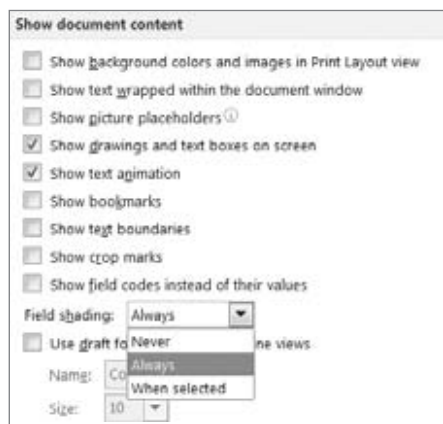 Show document content
Show background colors and images in Print Layout view
Show text wrapped within the document window
Show picture placeholders
Show drawings and text boxes on screen
Show text animation
Show bookmarks
Show text boundaries
Show crop marks
Show field codes instead of their values
Field shading: Always
Never
Use draft fo ne views
Always
Name: Co
When selected
Size: 10